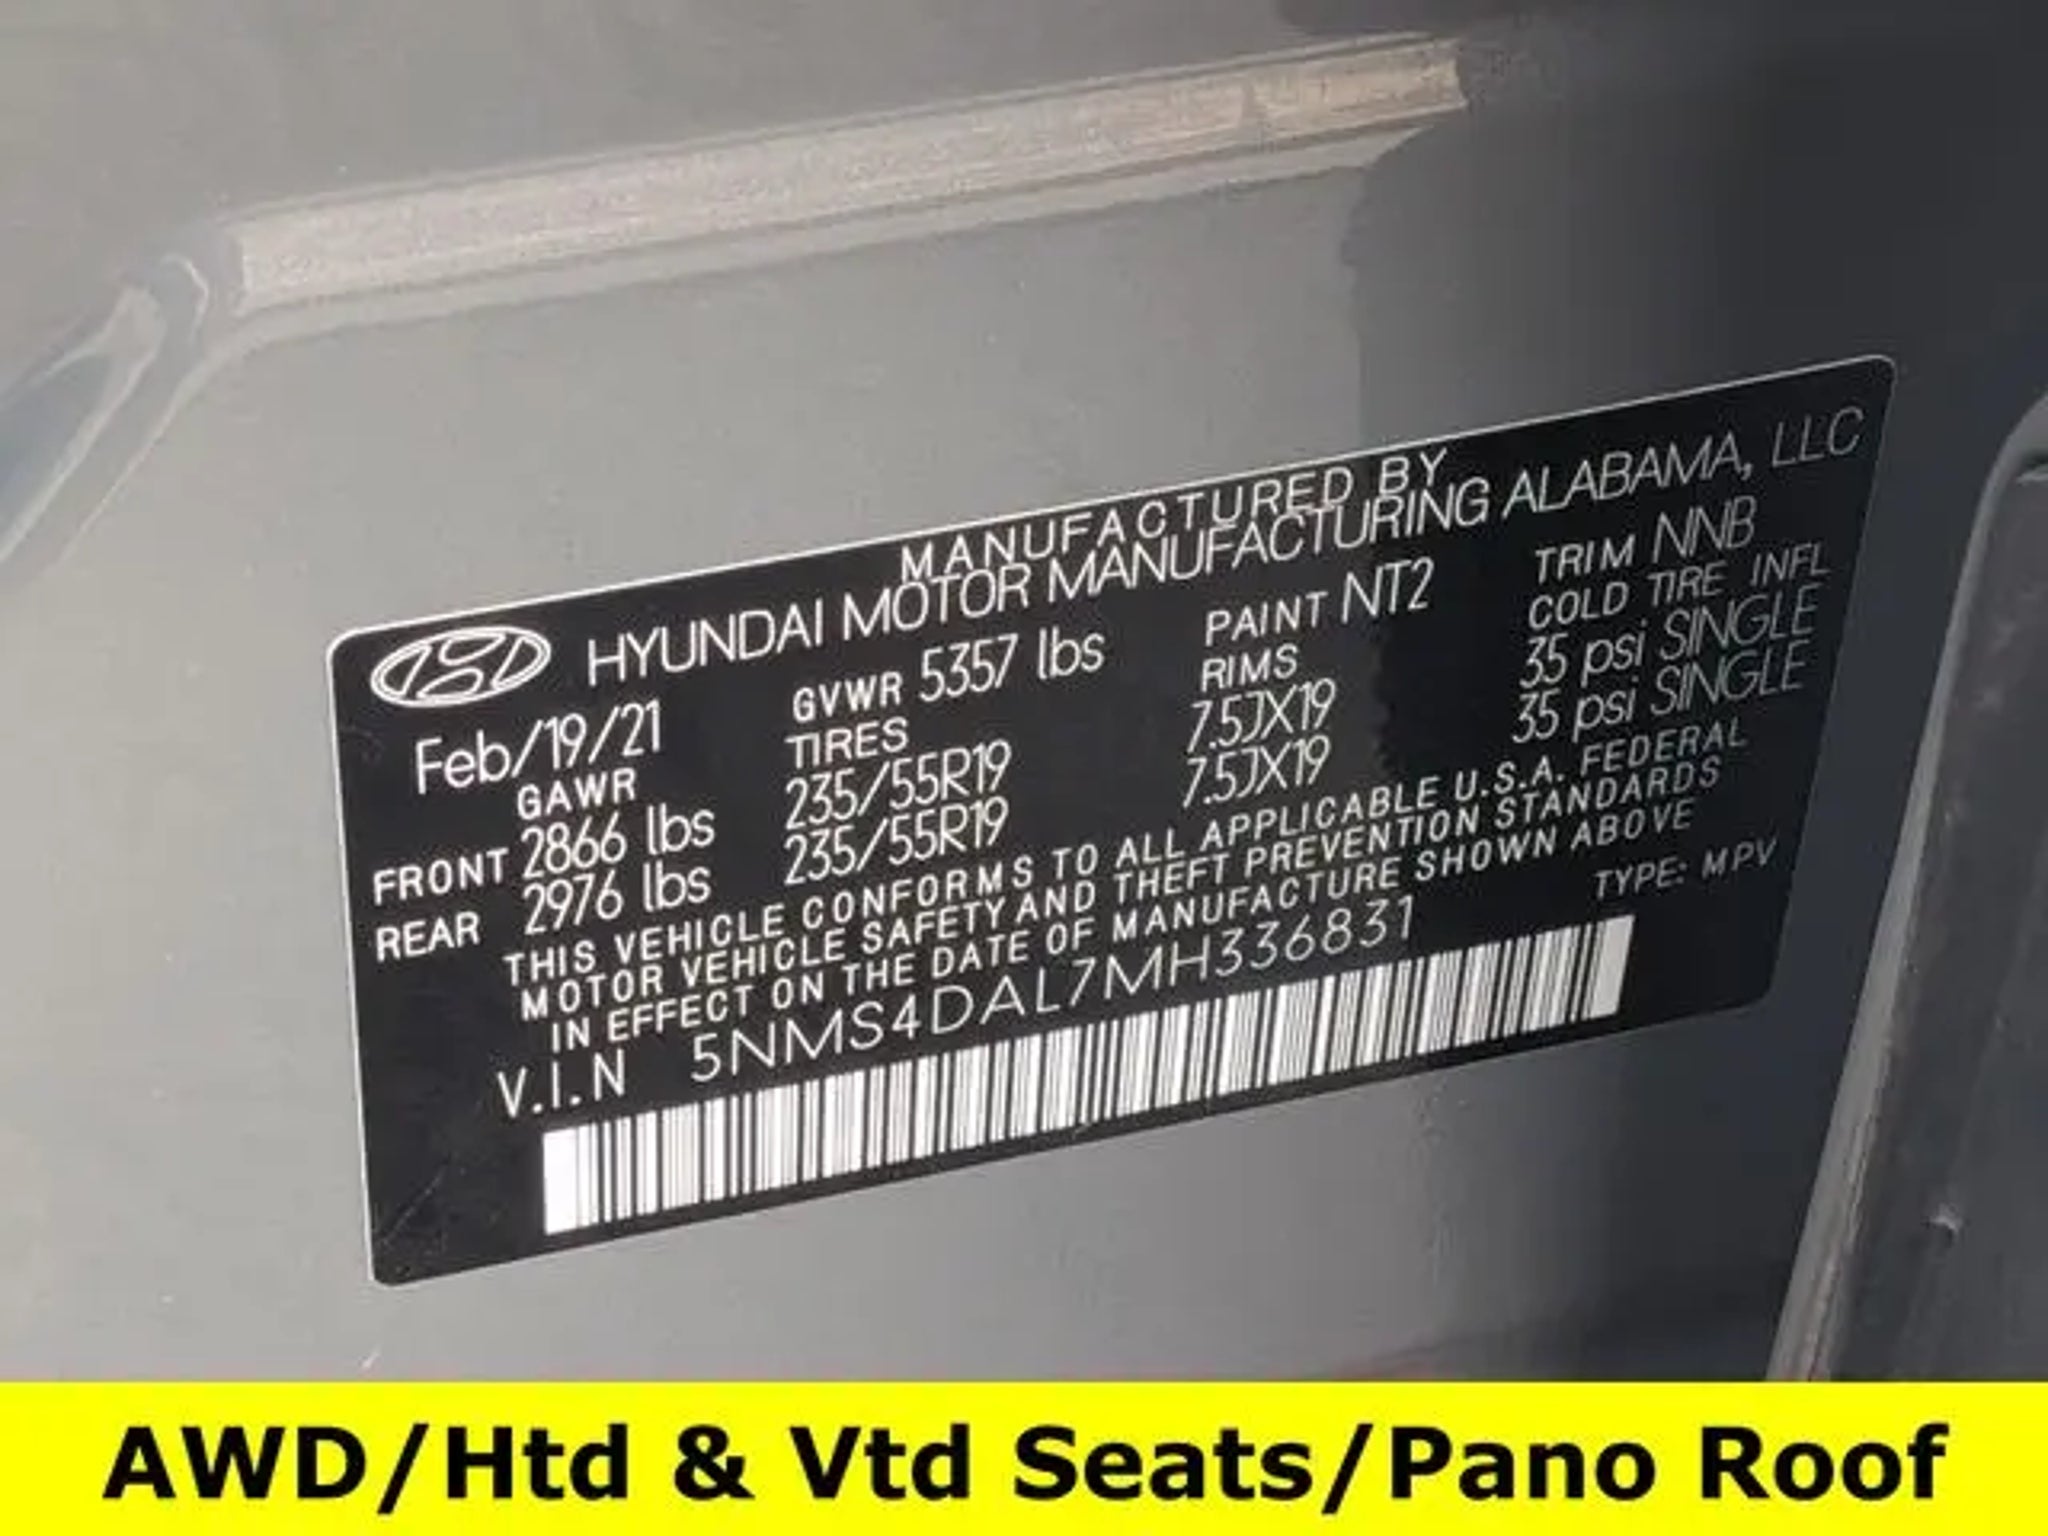 MANUFACTURED BY
HYUNDAI MOTOR MANUFACTURING ALABAMA, LLC
Feb/19/21 GVWR 5357 lbs PAINT NT2 TRIM NNB
GAWR TIRES RIMS COLD TIRE INFL
FRONT 2866 lbs 235/55R19 7.5JX19 35 psi SINGLE
REAR 2976 lbs 235/55R19 7.5JX19 35 psi SINGLE
THIS VEHICLE CONFORMS TO ALL APPLICABLE U.S.A. FEDERAL
MOTOR VEHICLE SAFETY AND THEFT PREVENTION STANDARDS
IN EFFECT ON THE DATE OF MANUFACTURE SHOWN ABOVE
V.I.N 5NMS4DAL7MH336831 TYPE: MPV
AWD/Htd & Vtd Seats/Pano Roof